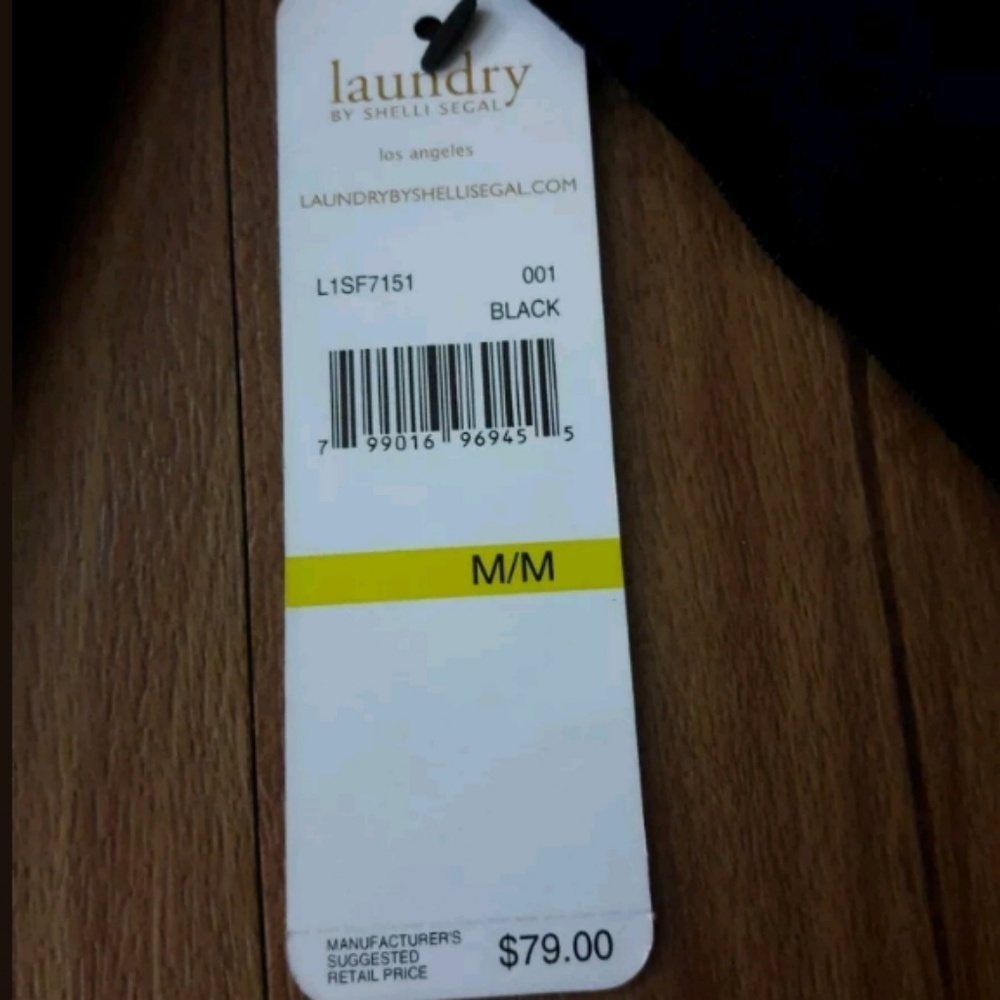 laundry
BY SHELLI SEGAL
los angeles
LAUNDRYBYSHELLISEGAL.COM
L1SF7151 001
BLACK
7 99016 96945 5
M/M
MANUFACTURER'S
SUGGESTED
RETAIL PRICE
$79.00